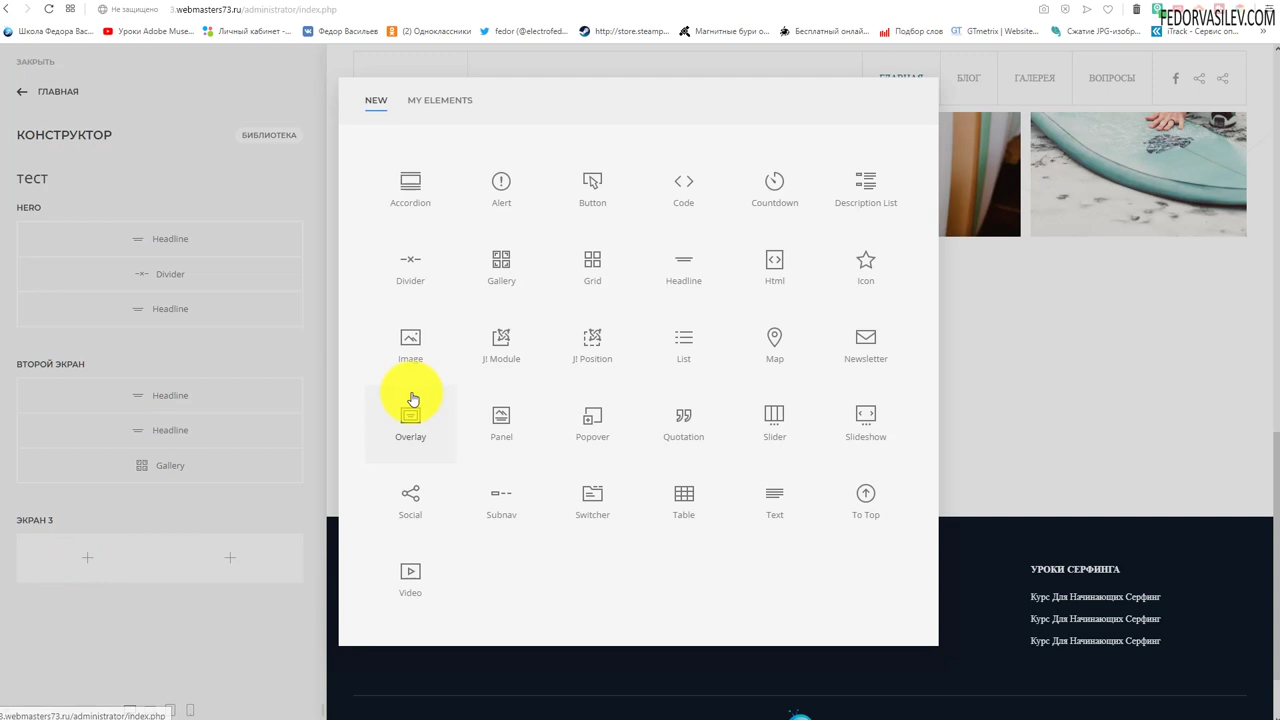 Не защищено
3.webmasters73.ru/administrator/index.php
FEDORVASILEV.COM
Школа Федора Вас...
Уроки Adobe Muse...
Личный кабинет -...
Федор Васильев
(2) Одноклассники
fedor (@electrofed...
http://store.steamp...
Магнитные бури о...
Бесплатный онлай...
Подбор слов
GTmetrix | Website...
Сжатие JPG-изобр...
iTrack - Сервис оп...
»
ЗАКРЫТЬ
ГЛАВНАЯ
КОНСТРУКТОР
БИБЛИОТЕКА
тест
HERO
Headline
Divider
Headline
ВТОРОЙ ЭКРАН
Headline
Headline
Gallery
ЭКРАН 3
NEW
MY ELEMENTS
Accordion
Alert
Button
Code
Countdown
Description List
Divider
Gallery
Grid
Headline
Html
Icon
Image
J! Module
J! Position
List
Map
Newsletter
Overlay
Panel
Popover
Quotation
Slider
Slideshow
Social
Subnav
Switcher
Table
Text
To Top
Video
ГЛАВНАЯ
БЛОГ
ГАЛЕРЕЯ
ВОПРОСЫ
УРОКИ СЕРФИНГА
Курс Для Начинающих Серфинг
Курс Для Начинающих Серфинг
Курс Для Начинающих Серфинг
3.webmasters73.ru/administrator/index.php